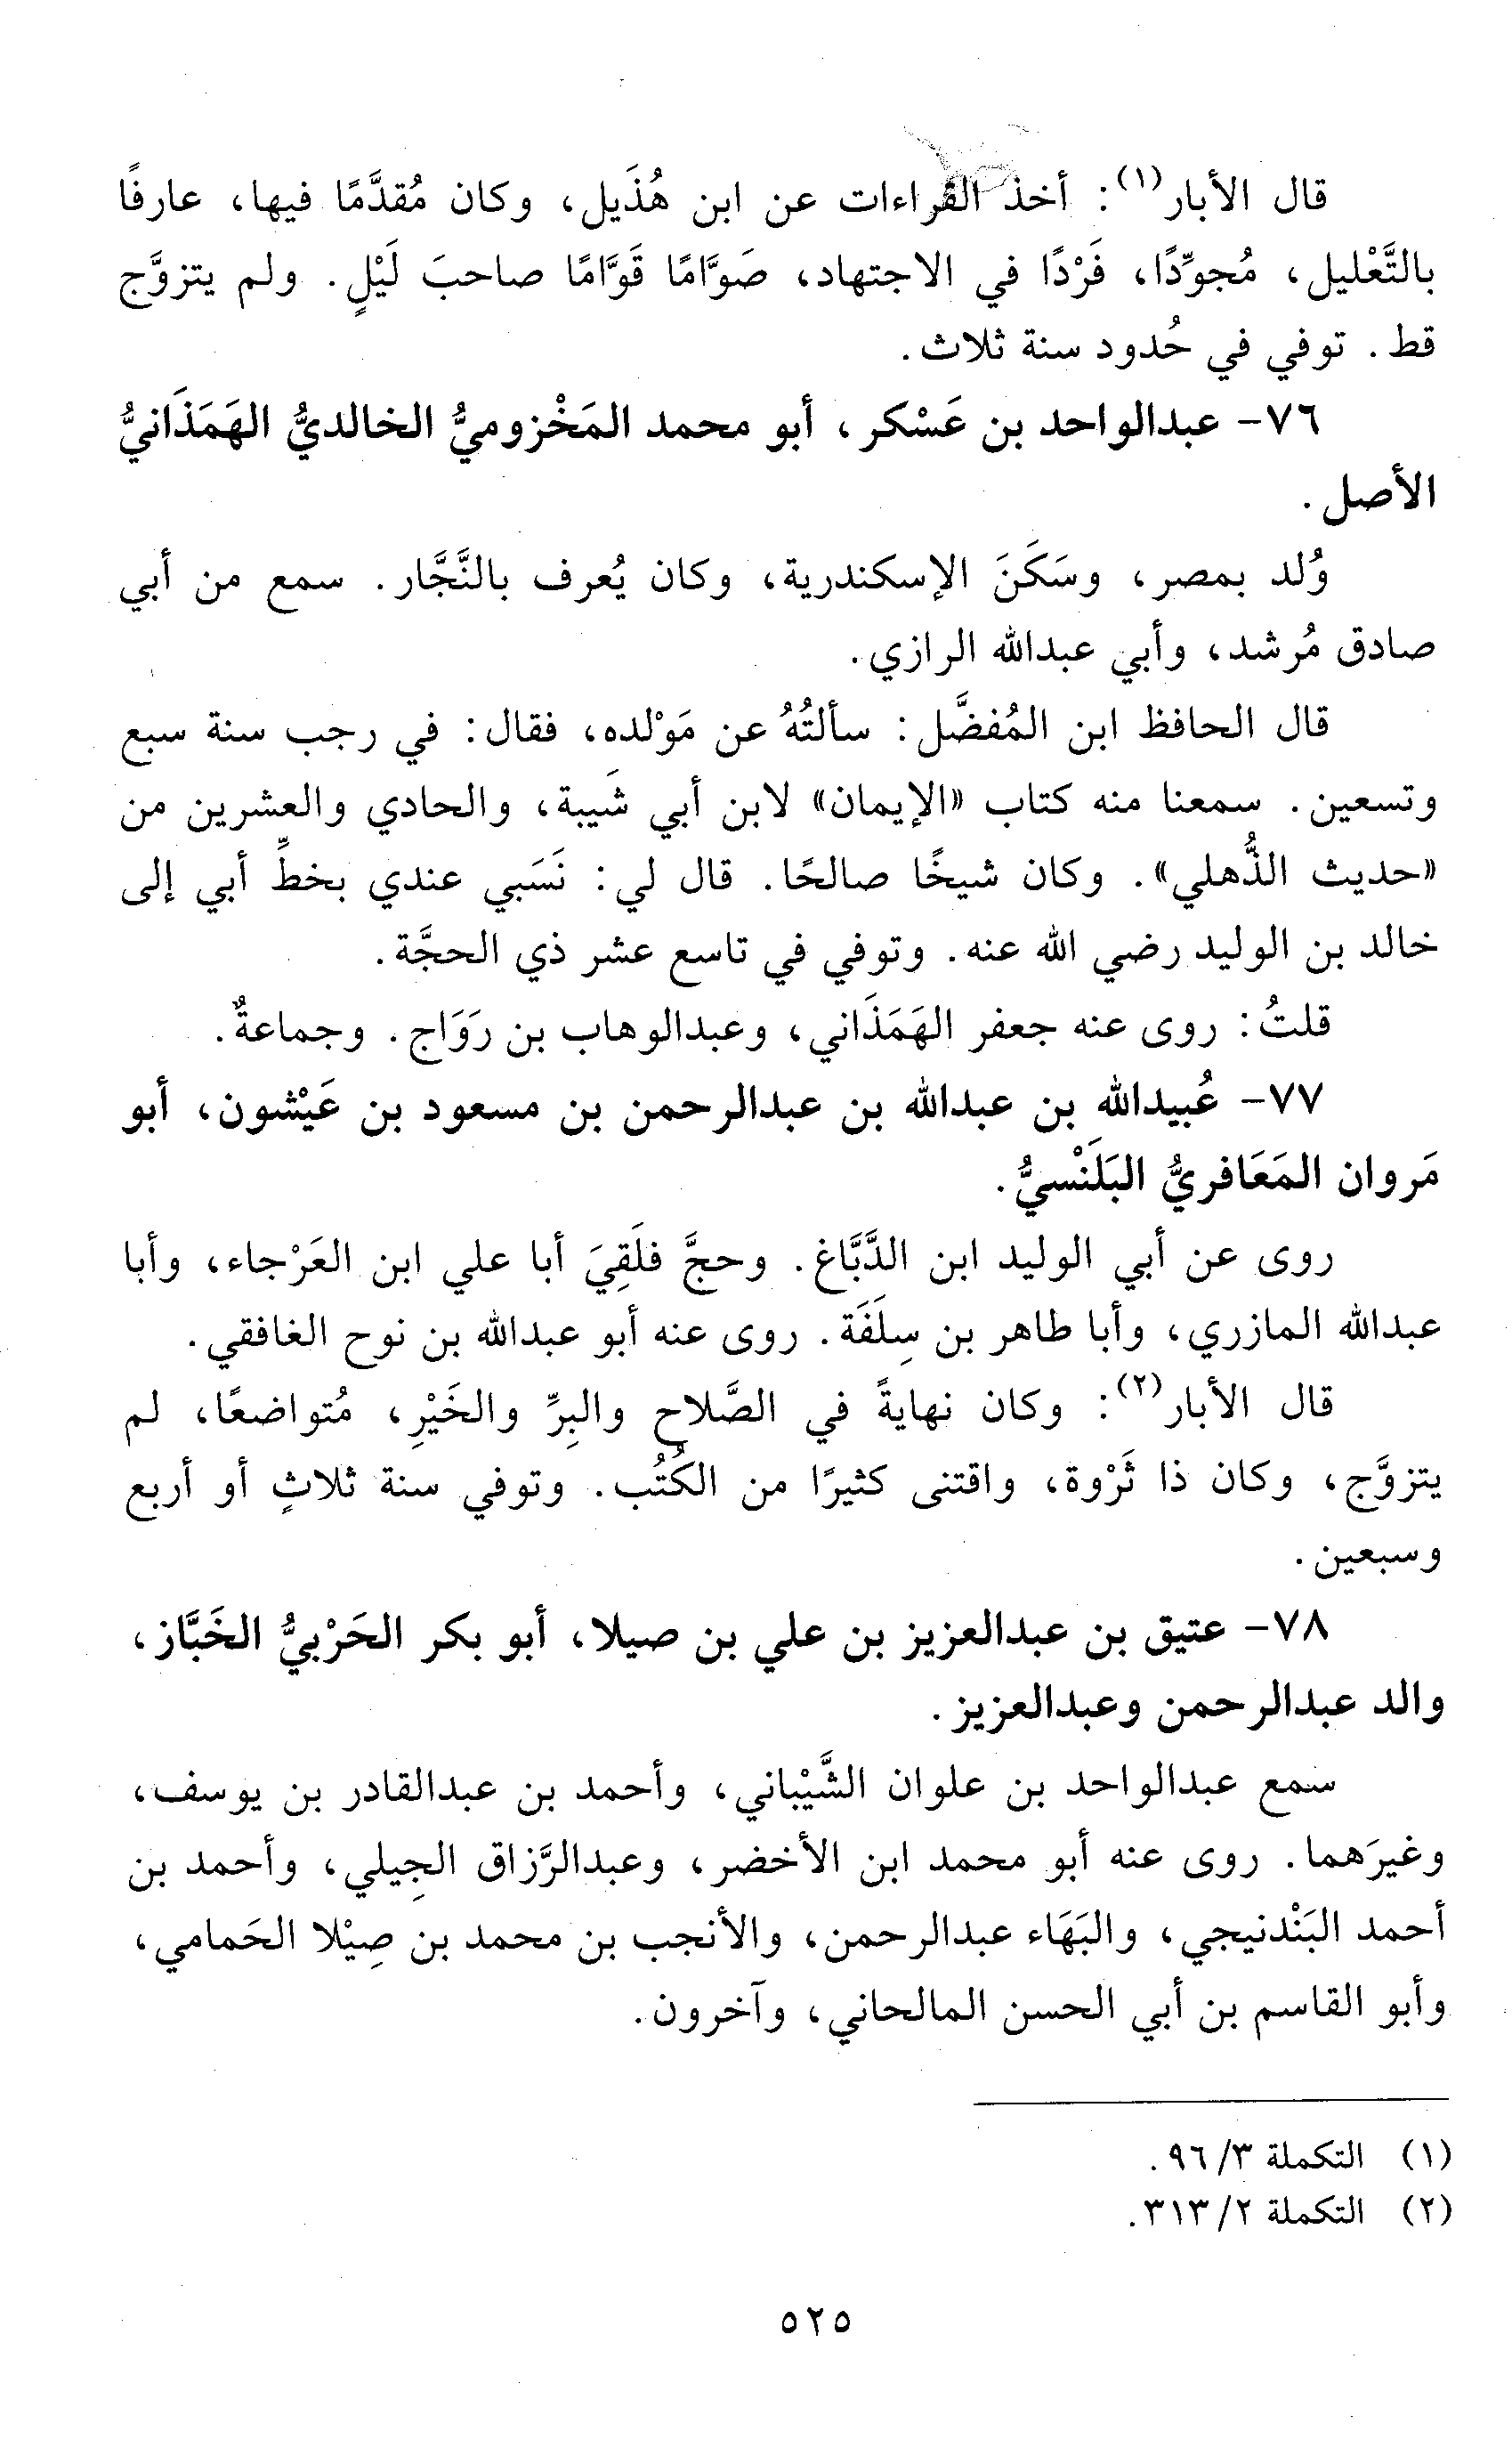 قال الأبار(١): أخذ القراءات عن ابن هُذَيل، وكان مُقدَّمًا فيها، عارفًا
بالتَّعْليل، مُجوِّدًا، فَرْدًا في الاجتهاد، صَوَّامًا قَوَّامًا صاحبَ لَيْلٍ. ولم يتزوَّج
قط. توفي في حُدود سنة ثلاث.
٧٦- عبدالواحد بن عَسْكر، أبو محمد المَخْزوميُّ الخالديُّ الهَمَذَانيُّ
الأصل.
وُلد بمصر، وسَكَنَ الإسكندرية، وكان يُعرف بالنَّجَّار. سمع من أبي
صادق مُرشد، وأبي عبدالله الرازي.
قال الحافظ ابن المُفضَّل: سألتُهُ عن مَوْلده، فقال: في رجب سنة سبع
وتسعين. سمعنا منه كتاب «الإيمان» لابن أبي شَيبة، والحادي والعشرين من
«حديث الذُّهلي». وكان شيخًا صالحًا. قال لي: نَسَبي عندي بخطِّ أبي إلى
خالد بن الوليد رضي الله عنه. وتوفي في تاسع عشر ذي الحجَّة.
قلتُ: روى عنه جعفر الهَمَذَاني، وعبدالوهاب بن رَوَاج. وجماعةٌ.
٧٧- عُبيدالله بن عبدالله بن عبدالرحمن بن مسعود بن عَيْشون، أبو
مَروان المَعَافريُّ البَلَنْسيُّ.
روى عن أبي الوليد ابن الدَّبَّاغ. وحجَّ فلَقِيَ أبا علي ابن العَرْجاء، وأبا
عبدالله المازري، وأبا طاهر بن سِلَفَة. روى عنه أبو عبدالله بن نوح الغافقي.
قال الأبار(٢): وكان نهايةً في الصَّلاح والبِرِّ والخَيْرِ، مُتواضعًا، لم
يتزوَّج، وكان ذا ثَرْوة، واقتنى كثيرًا من الكُتُب. وتوفي سنة ثلاثٍ أو أربع
وسبعين.
٧٨- عتيق بن عبدالعزيز بن علي بن صيلا، أبو بكر الحَرْبيُّ الخَبَّاز،
والد عبدالرحمن وعبدالعزيز.
سمع عبدالواحد بن علوان الشَّيْباني، وأحمد بن عبدالقادر بن يوسف،
وغيرَهما. روى عنه أبو محمد ابن الأخضر، وعبدالرَّزاق الجِيلي، وأحمد بن
أحمد البَنْدنيجي، والبَهَاء عبدالرحمن، والأنجب بن محمد بن صِيْلا الحَمامي،
وأبو القاسم بن أبي الحسن المالحاني، وآخرون.
(١) التكملة ٣/ ٩٦.
(٢) التكملة ٢/ ٣١٣.
٥٢٥